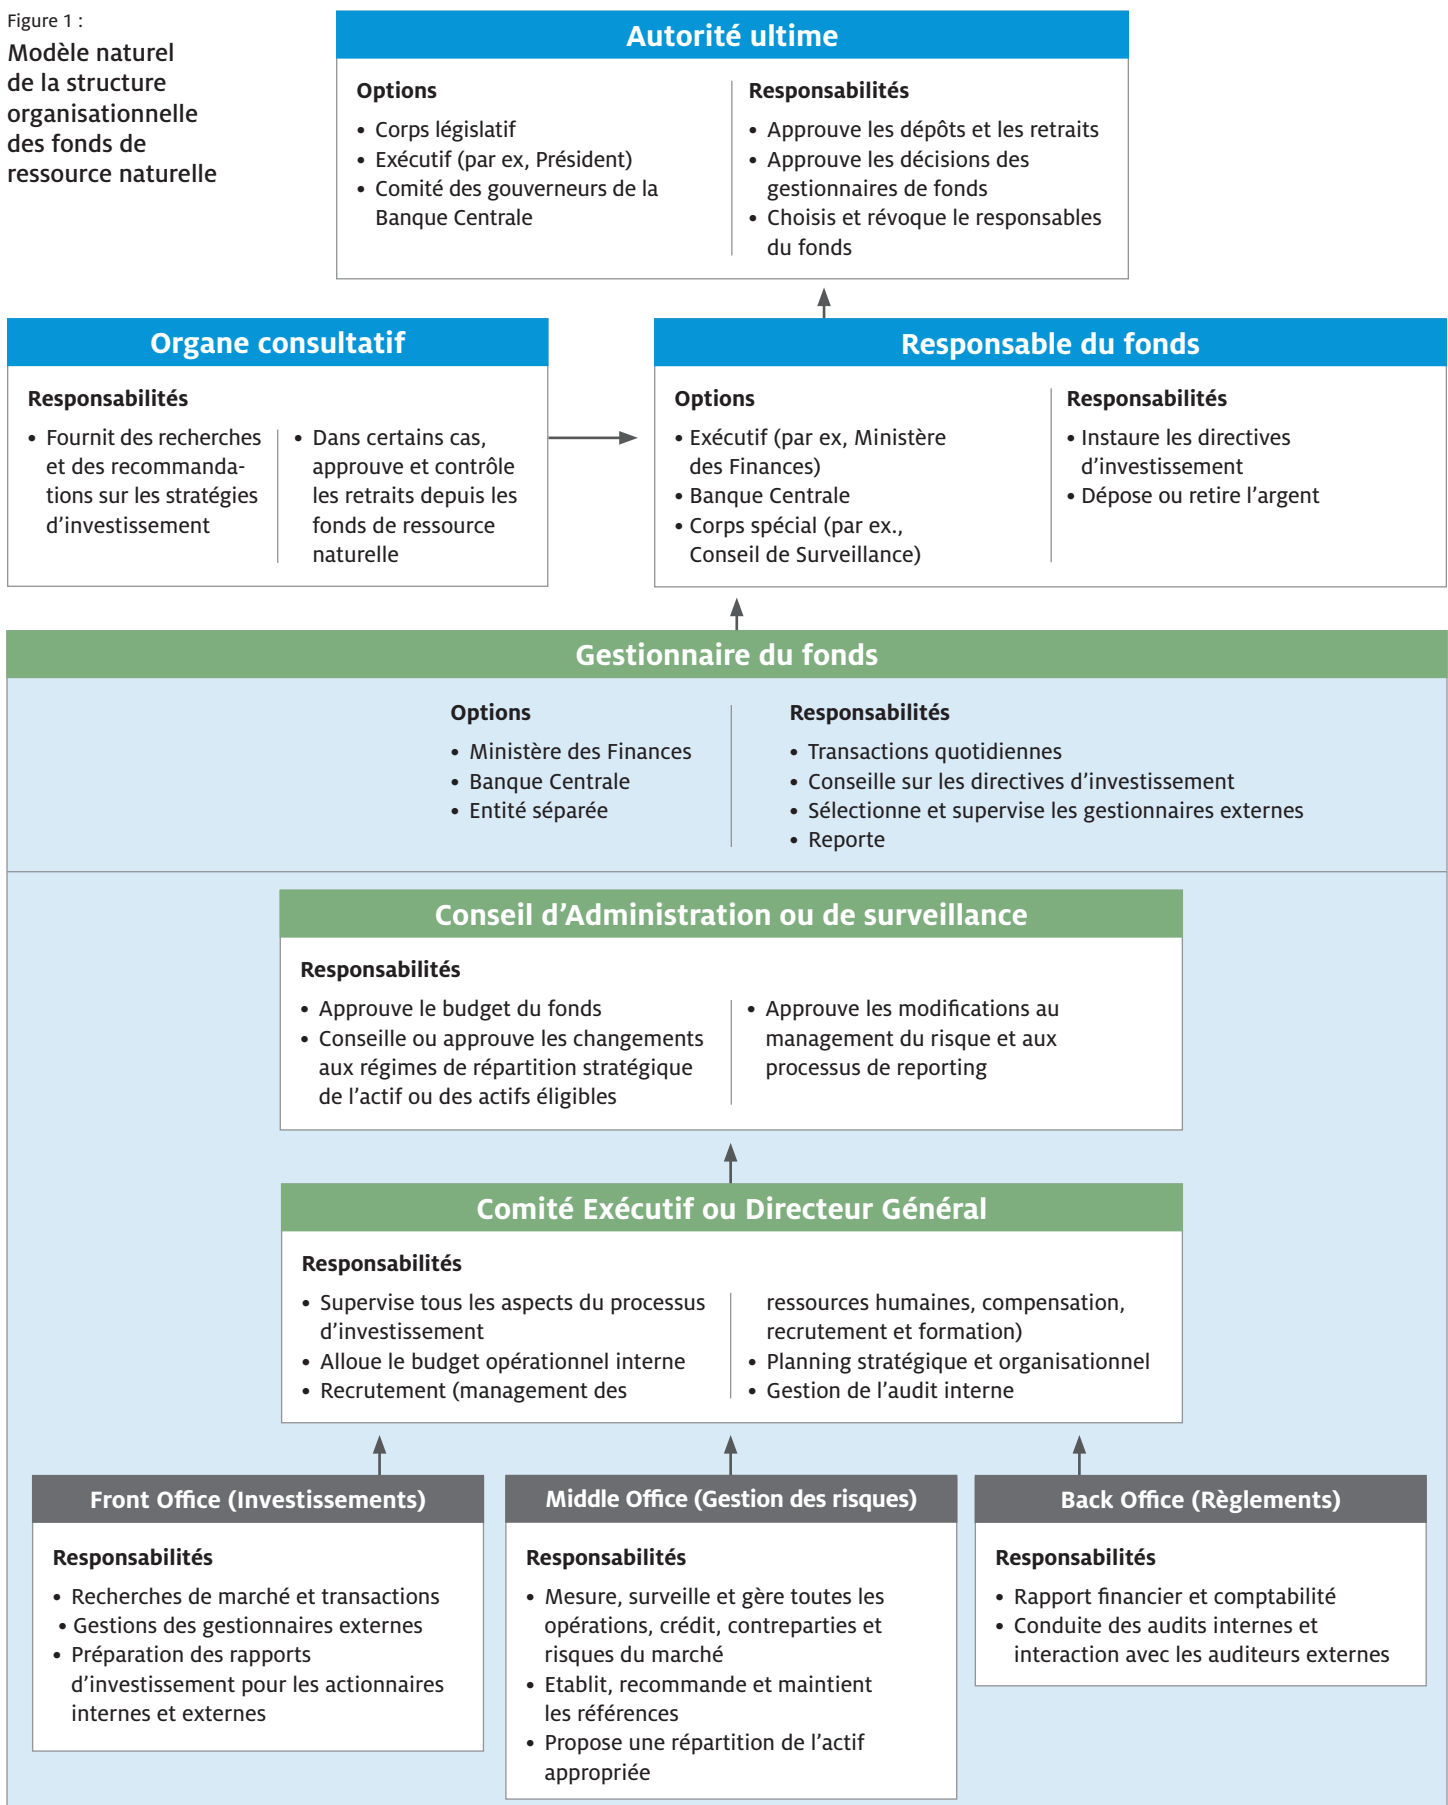 Figure 1 :
Modèle naturel
de la structure
organisationnelle
des fonds de
ressource naturelle
Autorité ultime
Options
• Corps législatif
• Exécutif (par ex, Président)
• Comité des gouverneurs de la
Banque Centrale
Responsabilités
• Approuve les dépôts et les retraits
• Approuve les décisions des
gestionnaires de fonds
• Choisis et révoque le responsables
du fonds
Organe consultatif
Responsabilités
• Fournit des recherches
et des recommanda-
tions sur les stratégies
d’investissement
• Dans certains cas,
approuve et contrôle
les retraits depuis les
fonds de ressource
naturelle
Responsable du fonds
Options
• Exécutif (par ex, Ministère
des Finances)
• Banque Centrale
• Corps spécial (par ex.,
Conseil de Surveillance)
Responsabilités
• Instaure les directives
d’investissement
• Dépose ou retire l’argent
Gestionnaire du fonds
Options
• Ministère des Finances
• Banque Centrale
• Entité séparée
Responsabilités
• Transactions quotidiennes
• Conseille sur les directives d’investissement
• Sélectionne et supervise les gestionnaires externes
• Reporte
Conseil d’Administration ou de surveillance
Responsabilités
• Approuve le budget du fonds
• Conseille ou approuve les changements
aux régimes de répartition stratégique
de l’actif ou des actifs éligibles
• Approuve les modifications au
management du risque et aux
processus de reporting
Comité Exécutif ou Directeur Général
Responsabilités
• Supervise tous les aspects du processus
d’investissement
• Alloue le budget opérationnel interne
• Recrutement (management des
ressources humaines, compensation,
recrutement et formation)
• Planning stratégique et organisationnel
• Gestion de l’audit interne
Front Office (Investissements)
Responsabilités
• Recherches de marché et transactions
• Gestions des gestionnaires externes
• Préparation des rapports
d’investissement pour les actionnaires
internes et externes
Middle Office (Gestion des risques)
Responsabilités
• Mesure, surveille et gère toutes les
opérations, crédit, contreparties et
risques du marché
• Etablit, recommande et maintient
les références
• Propose une répartition de l’actif
appropriée
Back Office (Règlements)
Responsabilités
• Rapport financier et comptabilité
• Conduite des audits internes et
interaction avec les auditeurs externes